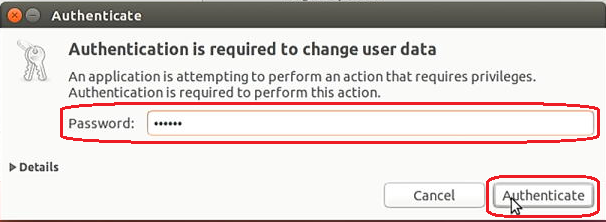 Authenticate
Authentication is required to change user data
An application is attempting to perform an action that requires privileges.
Authentication is required to perform this action.
Password: ••••••
Details
Cancel Authenticate